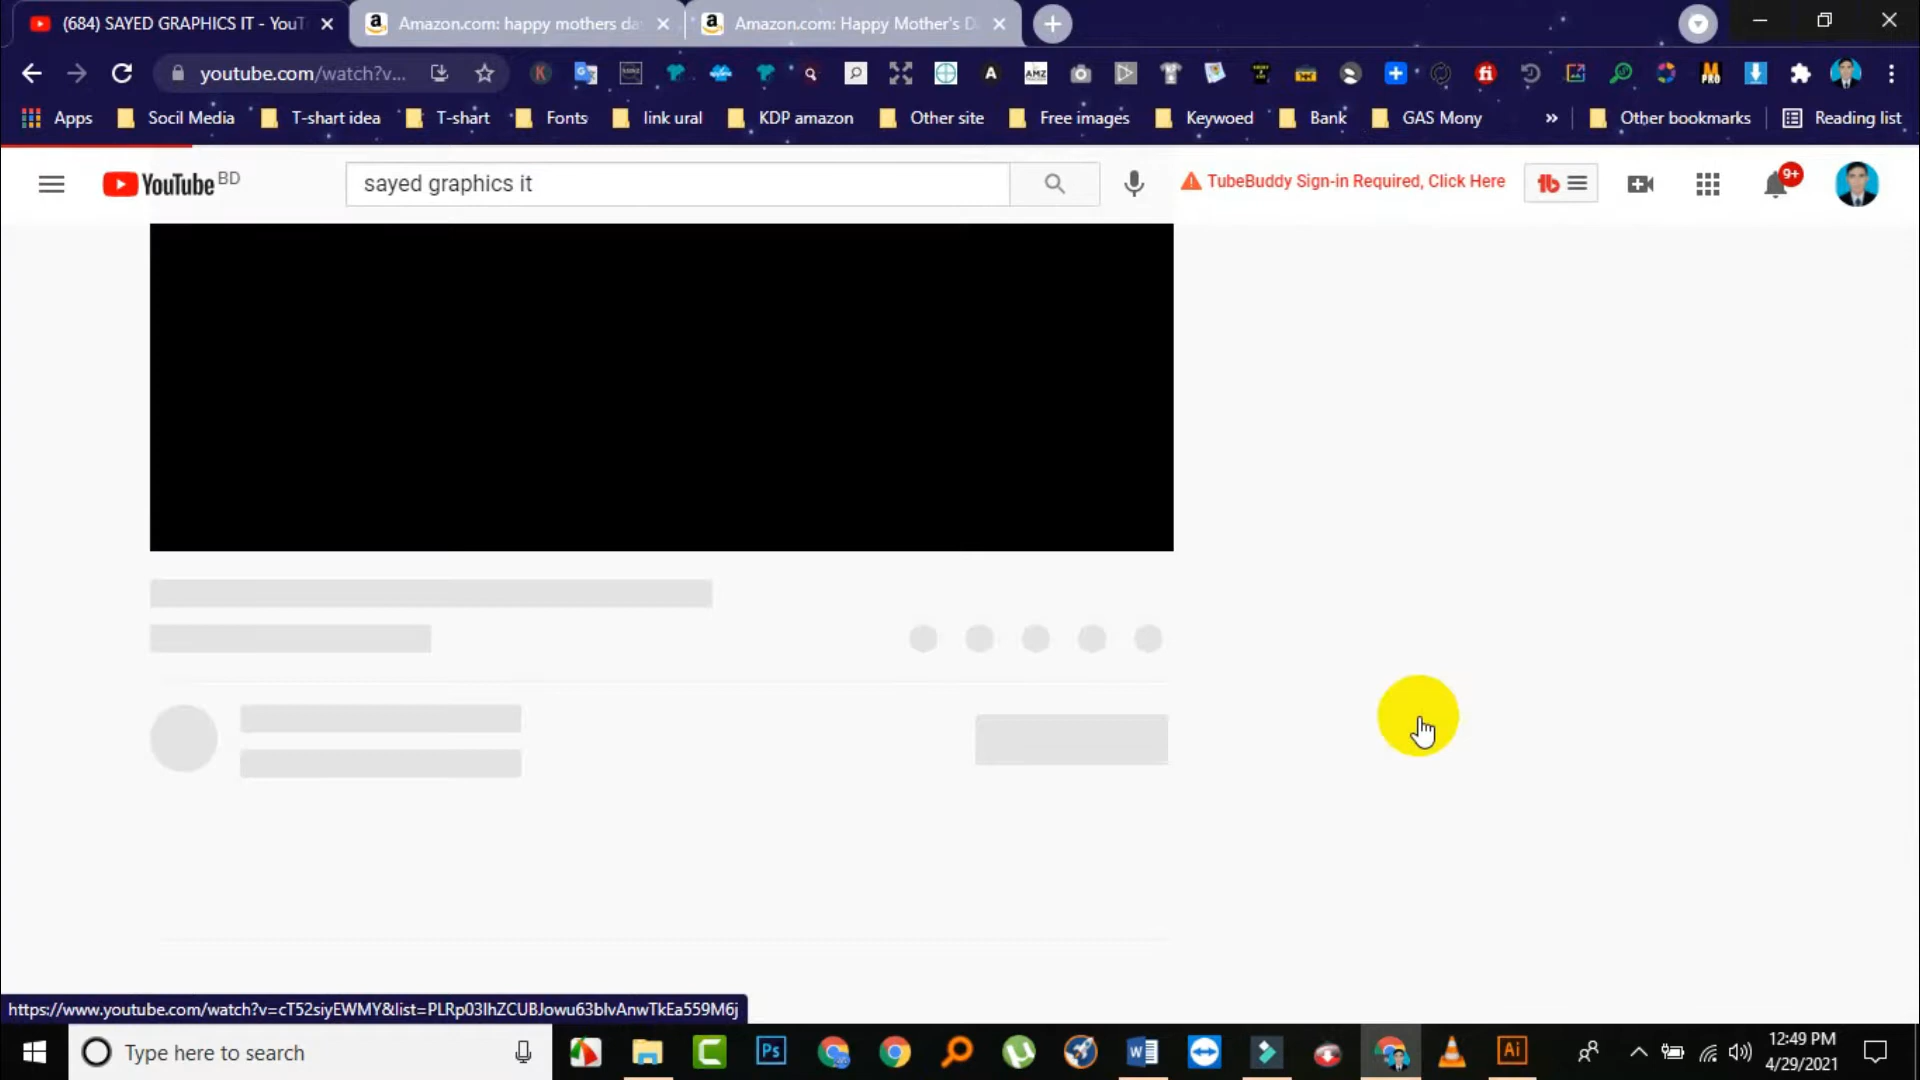 (684) SAYED GRAPHICS IT - YouT
Amazon.com: happy mothers da
Amazon.com: Happy Mother's D
youtube.com/watch?v...
Apps
Socil Media
T-shart idea
T-shart
Fonts
link ural
KDP amazon
Other site
Free images
Keywoed
Bank
GAS Mony
»
Other bookmarks
Reading list
YouTube BD
sayed graphics it
TubeBuddy Sign-in Required, Click Here
9+
https://www.youtube.com/watch?v=cT52siyEWMY&list=PLRp03IhZCUBJowu63blvAnwTkEa559M6j
Type here to search
12:49 PM
4/29/2021